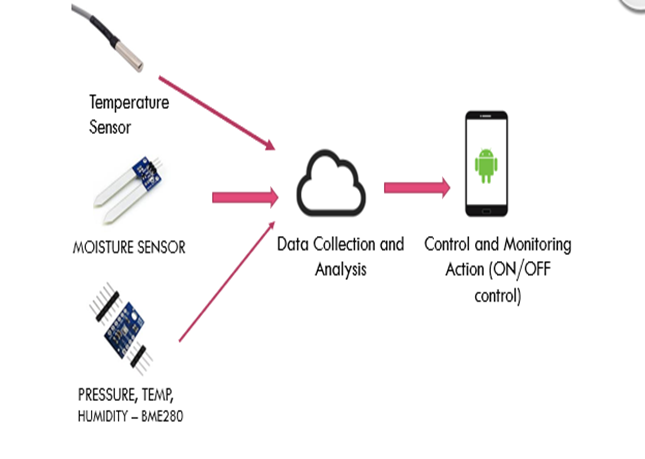 Temperature
Sensor
MOISTURE SENSOR
Data Collection and
Analysis
Control and Monitoring
Action (ON/OFF
control)
PRESSURE, TEMP,
HUMIDITY – BME280